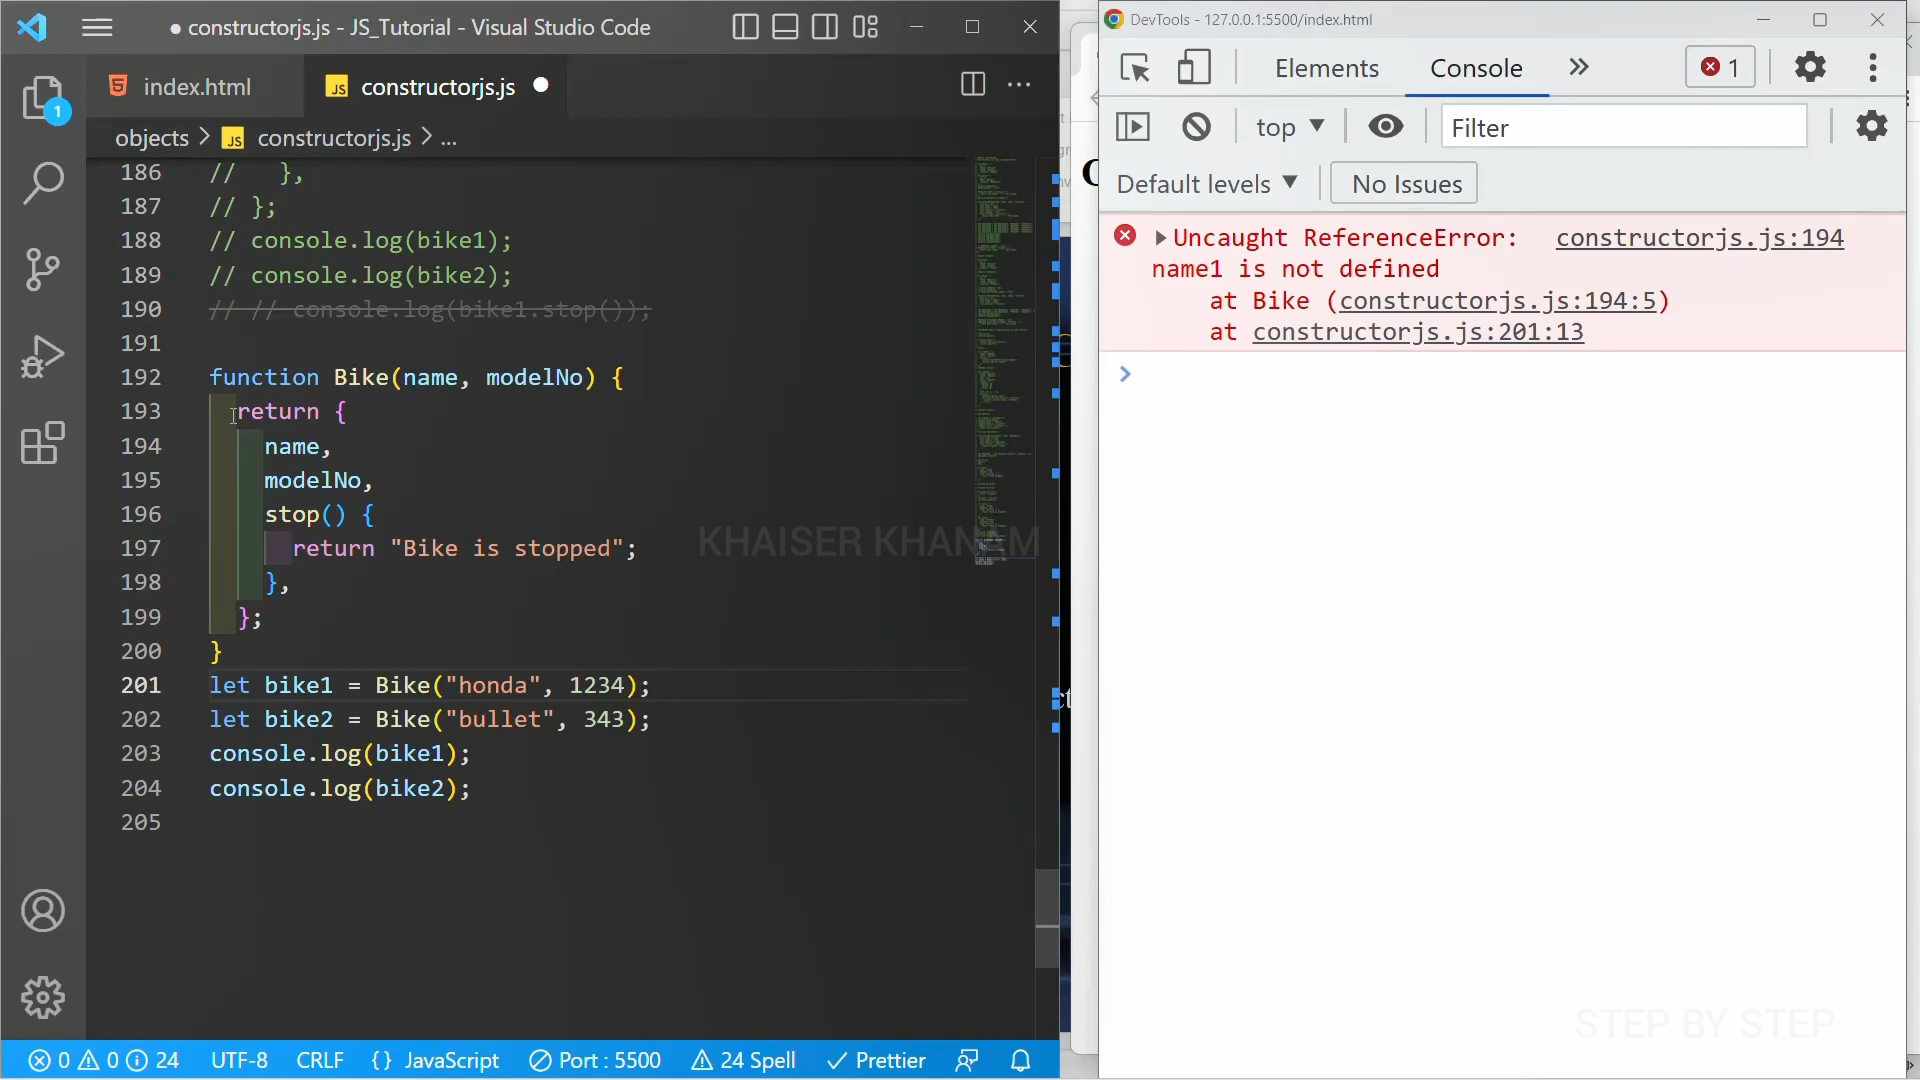 ● constructorjs.js - JS_Tutorial - Visual Studio Code
index.html
JS constructorjs.js
objects > JS constructorjs.js > ...
1
186 //   },
187 // };
188 // console.log(bike1);
189 // console.log(bike2);
190 // // console.log(bike1.stop());
191
192 function Bike(name, modelNo) {
193   return {
194     name,
195     modelNo,
196     stop() {
197       return "Bike is stopped";
198     },
199   };
200 }
201 let bike1 = Bike("honda", 1234);
202 let bike2 = Bike("bullet", 343);
203 console.log(bike1);
204 console.log(bike2);
205
KHAISER KHANAM
0 0 24 UTF-8 CRLF {} JavaScript Port : 5500 24 Spell Prettier
DevTools - 127.0.0.1:5500/index.html
Elements Console 1
top Filter
Default levels No Issues
Uncaught ReferenceError: constructorjs.js:194
name1 is not defined
at Bike (constructorjs.js:194:5)
at constructorjs.js:201:13
STEP BY STEP